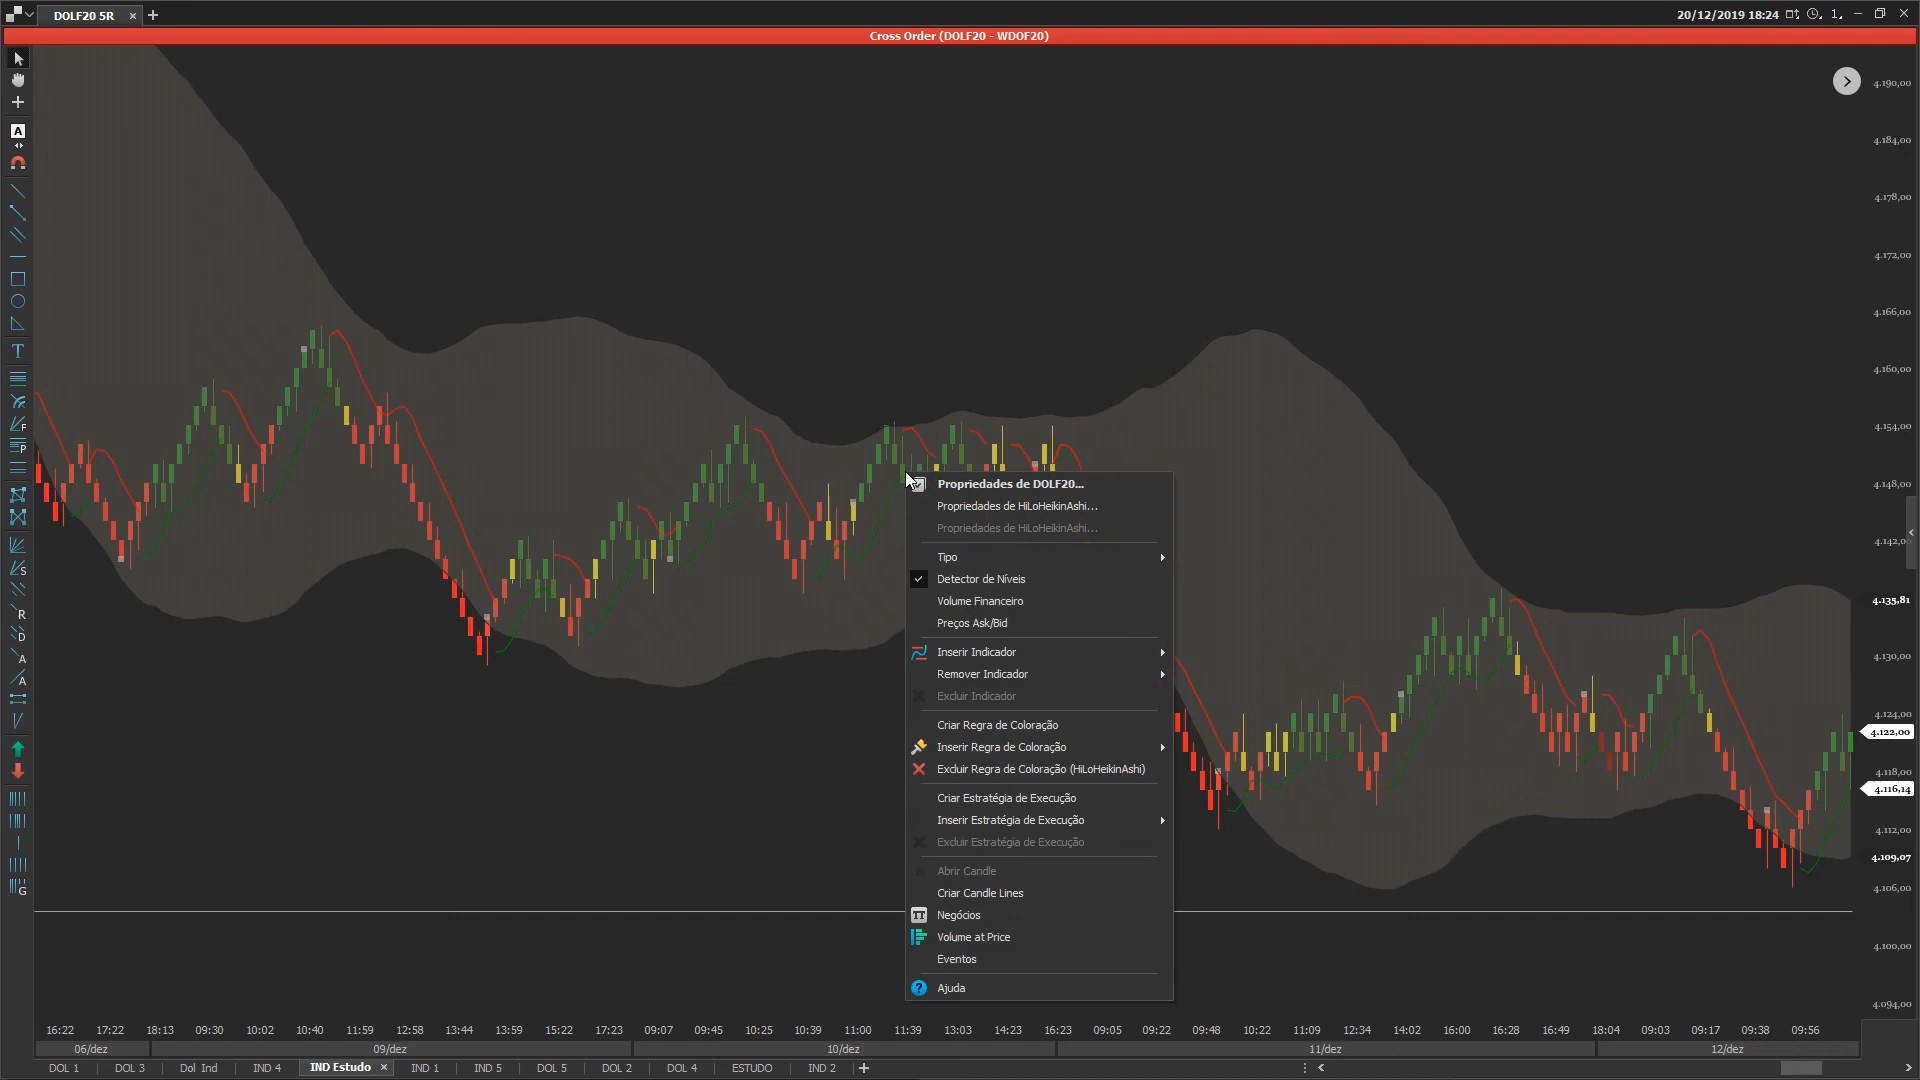 DOLF20 5R
20/12/2019 18:24
1
Cross Order (DOLF20 - WDOF20)
A
T
F
P
S
R
D
A
A
G
4.190,00
4.184,00
4.178,00
4.172,00
4.166,00
4.160,00
4.154,00
4.148,00
4.142,00
4.135,81
4.130,00
4.124,00
4.122,00
4.118,00
4.116,14
4.112,00
4.109,07
4.106,00
4.100,00
4.094,00
Propriedades de DOLF20...
Propriedades de HiLoHeikinAshi...
Propriedades de HiLoHeikinAshi...
Tipo
Detector de Níveis
Volume Financeiro
Preços Ask/Bid
Inserir Indicador
Remover Indicador
Excluir Indicador
Criar Regra de Coloração
Inserir Regra de Coloração
Excluir Regra de Coloração (HiLoHeikinAshi)
Criar Estratégia de Execução
Inserir Estratégia de Execução
Excluir Estratégia de Execução
Abrir Candle
Criar Candle Lines
Negócios
Volume at Price
Eventos
? Ajuda
16:22 17:22 18:13 09:30 10:02 10:40 11:59 12:58 13:44 13:59 15:22 17:23 09:07 09:45 10:25 10:39 11:00 11:39 13:03 14:23 16:23 09:05 09:22 09:48 10:22 11:09 12:34 14:02 16:00 16:28 16:49 18:04 09:03 09:17 09:38 09:56
06/dez 09/dez 10/dez 11/dez 12/dez
DOL 1 DOL 3 Dol Ind IND 4 IND Estudo IND 1 IND 5 DOL 5 DOL 2 DOL 4 ESTUDO IND 2